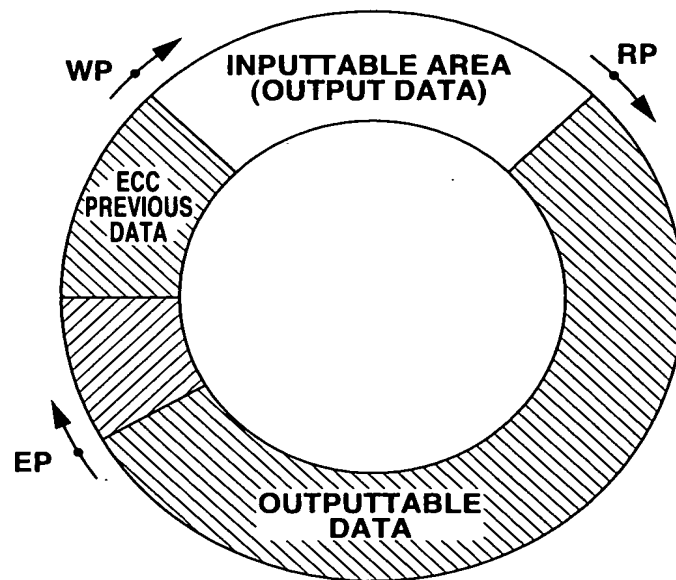 WP
INPUTTABLE AREA
(OUTPUT DATA)
RP
ECC
PREVIOUS
DATA
EP
OUTPUTTABLE
DATA